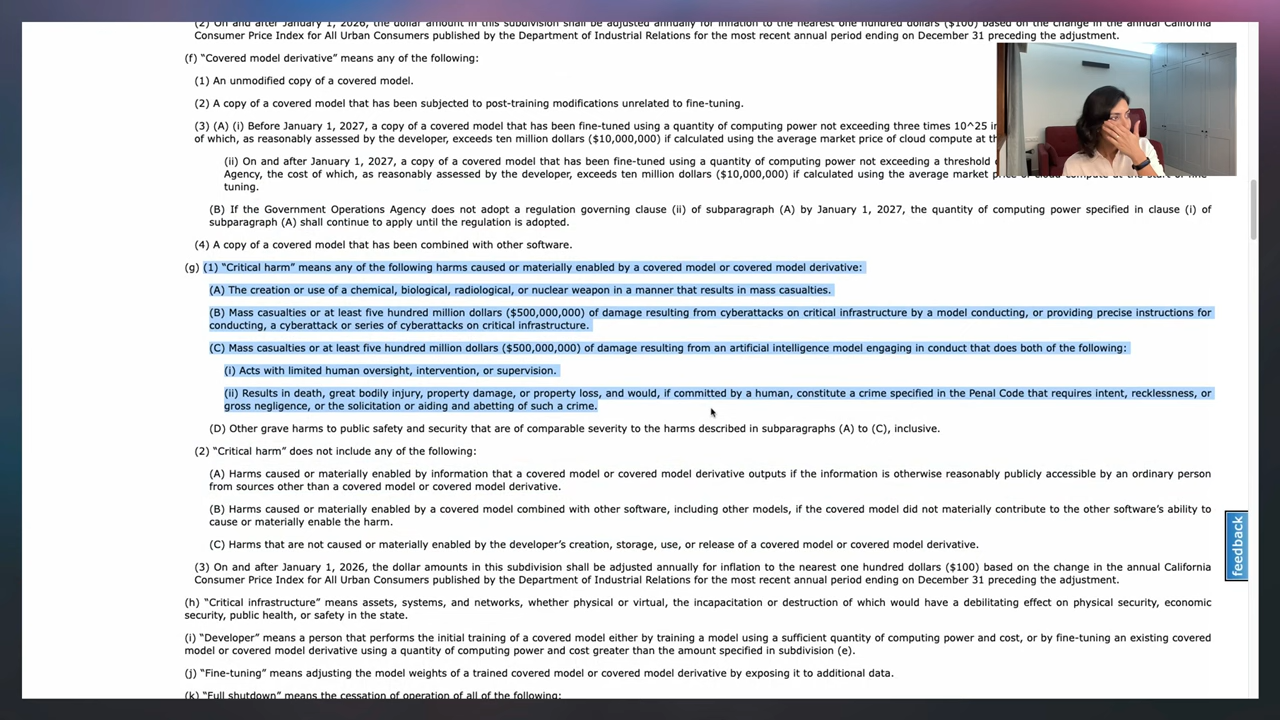 (2) On and after January 1, 2026, the dollar amount in this subdivision shall be adjusted annually for inflation to the nearest one hundred dollars ($100) based on the change in the annual California
Consumer Price Index for All Urban Consumers published by the Department of Industrial Relations for the most recent annual period ending on December 31 preceding the adjustment.
(f) “Covered model derivative” means any of the following:
(1) An unmodified copy of a covered model.
(2) A copy of a covered model that has been subjected to post-training modifications unrelated to fine-tuning.
(3) (A) (i) Before January 1, 2027, a copy of a covered model that has been fine-tuned using a quantity of computing power not exceeding three times 10^25
of which, as reasonably assessed by the developer, exceeds ten million dollars ($10,000,000) if calculated using the average market price of cloud compute at
(ii) On and after January 1, 2027, a copy of a covered model that has been fine-tuned using a quantity of computing power not exceeding a threshold
Agency, the cost of which, as reasonably assessed by the developer, exceeds ten million dollars ($10,000,000) if calculated using the average market price of cloud compute at the start of fine-
tuning.
(B) If the Government Operations Agency does not adopt a regulation governing clause (ii) of subparagraph (A) by January 1, 2027, the quantity of computing power specified in clause (i) of
subparagraph (A) shall continue to apply until the regulation is adopted.
(4) A copy of a covered model that has been combined with other software.
(g) (1) “Critical harm” means any of the following harms caused or materially enabled by a covered model or covered model derivative:
(A) The creation or use of a chemical, biological, radiological, or nuclear weapon in a manner that results in mass casualties.
(B) Mass casualties or at least five hundred million dollars ($500,000,000) of damage resulting from cyberattacks on critical infrastructure by a model conducting, or providing precise instructions for
conducting, a cyberattack or series of cyberattacks on critical infrastructure.
(C) Mass casualties or at least five hundred million dollars ($500,000,000) of damage resulting from an artificial intelligence model engaging in conduct that does both of the following:
(i) Acts with limited human oversight, intervention, or supervision.
(ii) Results in death, great bodily injury, property damage, or property loss, and would, if committed by a human, constitute a crime specified in the Penal Code that requires intent, recklessness, or
gross negligence, or the solicitation or aiding and abetting of such a crime.
(D) Other grave harms to public safety and security that are of comparable severity to the harms described in subparagraphs (A) to (C), inclusive.
(2) “Critical harm” does not include any of the following:
(A) Harms caused or materially enabled by information that a covered model or covered model derivative outputs if the information is otherwise reasonably publicly accessible by an ordinary person
from sources other than a covered model or covered model derivative.
(B) Harms caused or materially enabled by a covered model combined with other software, including other models, if the covered model did not materially contribute to the other software’s ability to
cause or materially enable the harm.
(C) Harms that are not caused or materially enabled by the developer’s creation, storage, use, or release of a covered model or covered model derivative.
(3) On and after January 1, 2026, the dollar amounts in this subdivision shall be adjusted annually for inflation to the nearest one hundred dollars ($100) based on the change in the annual California
Consumer Price Index for All Urban Consumers published by the Department of Industrial Relations for the most recent annual period ending on December 31 preceding the adjustment.
(h) “Critical infrastructure” means assets, systems, and networks, whether physical or virtual, the incapacitation or destruction of which would have a debilitating effect on physical security, economic
security, public health, or safety in the state.
(i) “Developer” means a person that performs the initial training of a covered model either by training a model using a sufficient quantity of computing power and cost, or by fine-tuning an existing covered
model or covered model derivative using a quantity of computing power and cost greater than the amount specified in subdivision (e).
(j) “Fine-tuning” means adjusting the model weights of a trained covered model or covered model derivative by exposing it to additional data.
(k) “Full shutdown” means the cessation of operation of all of the following:
feedback